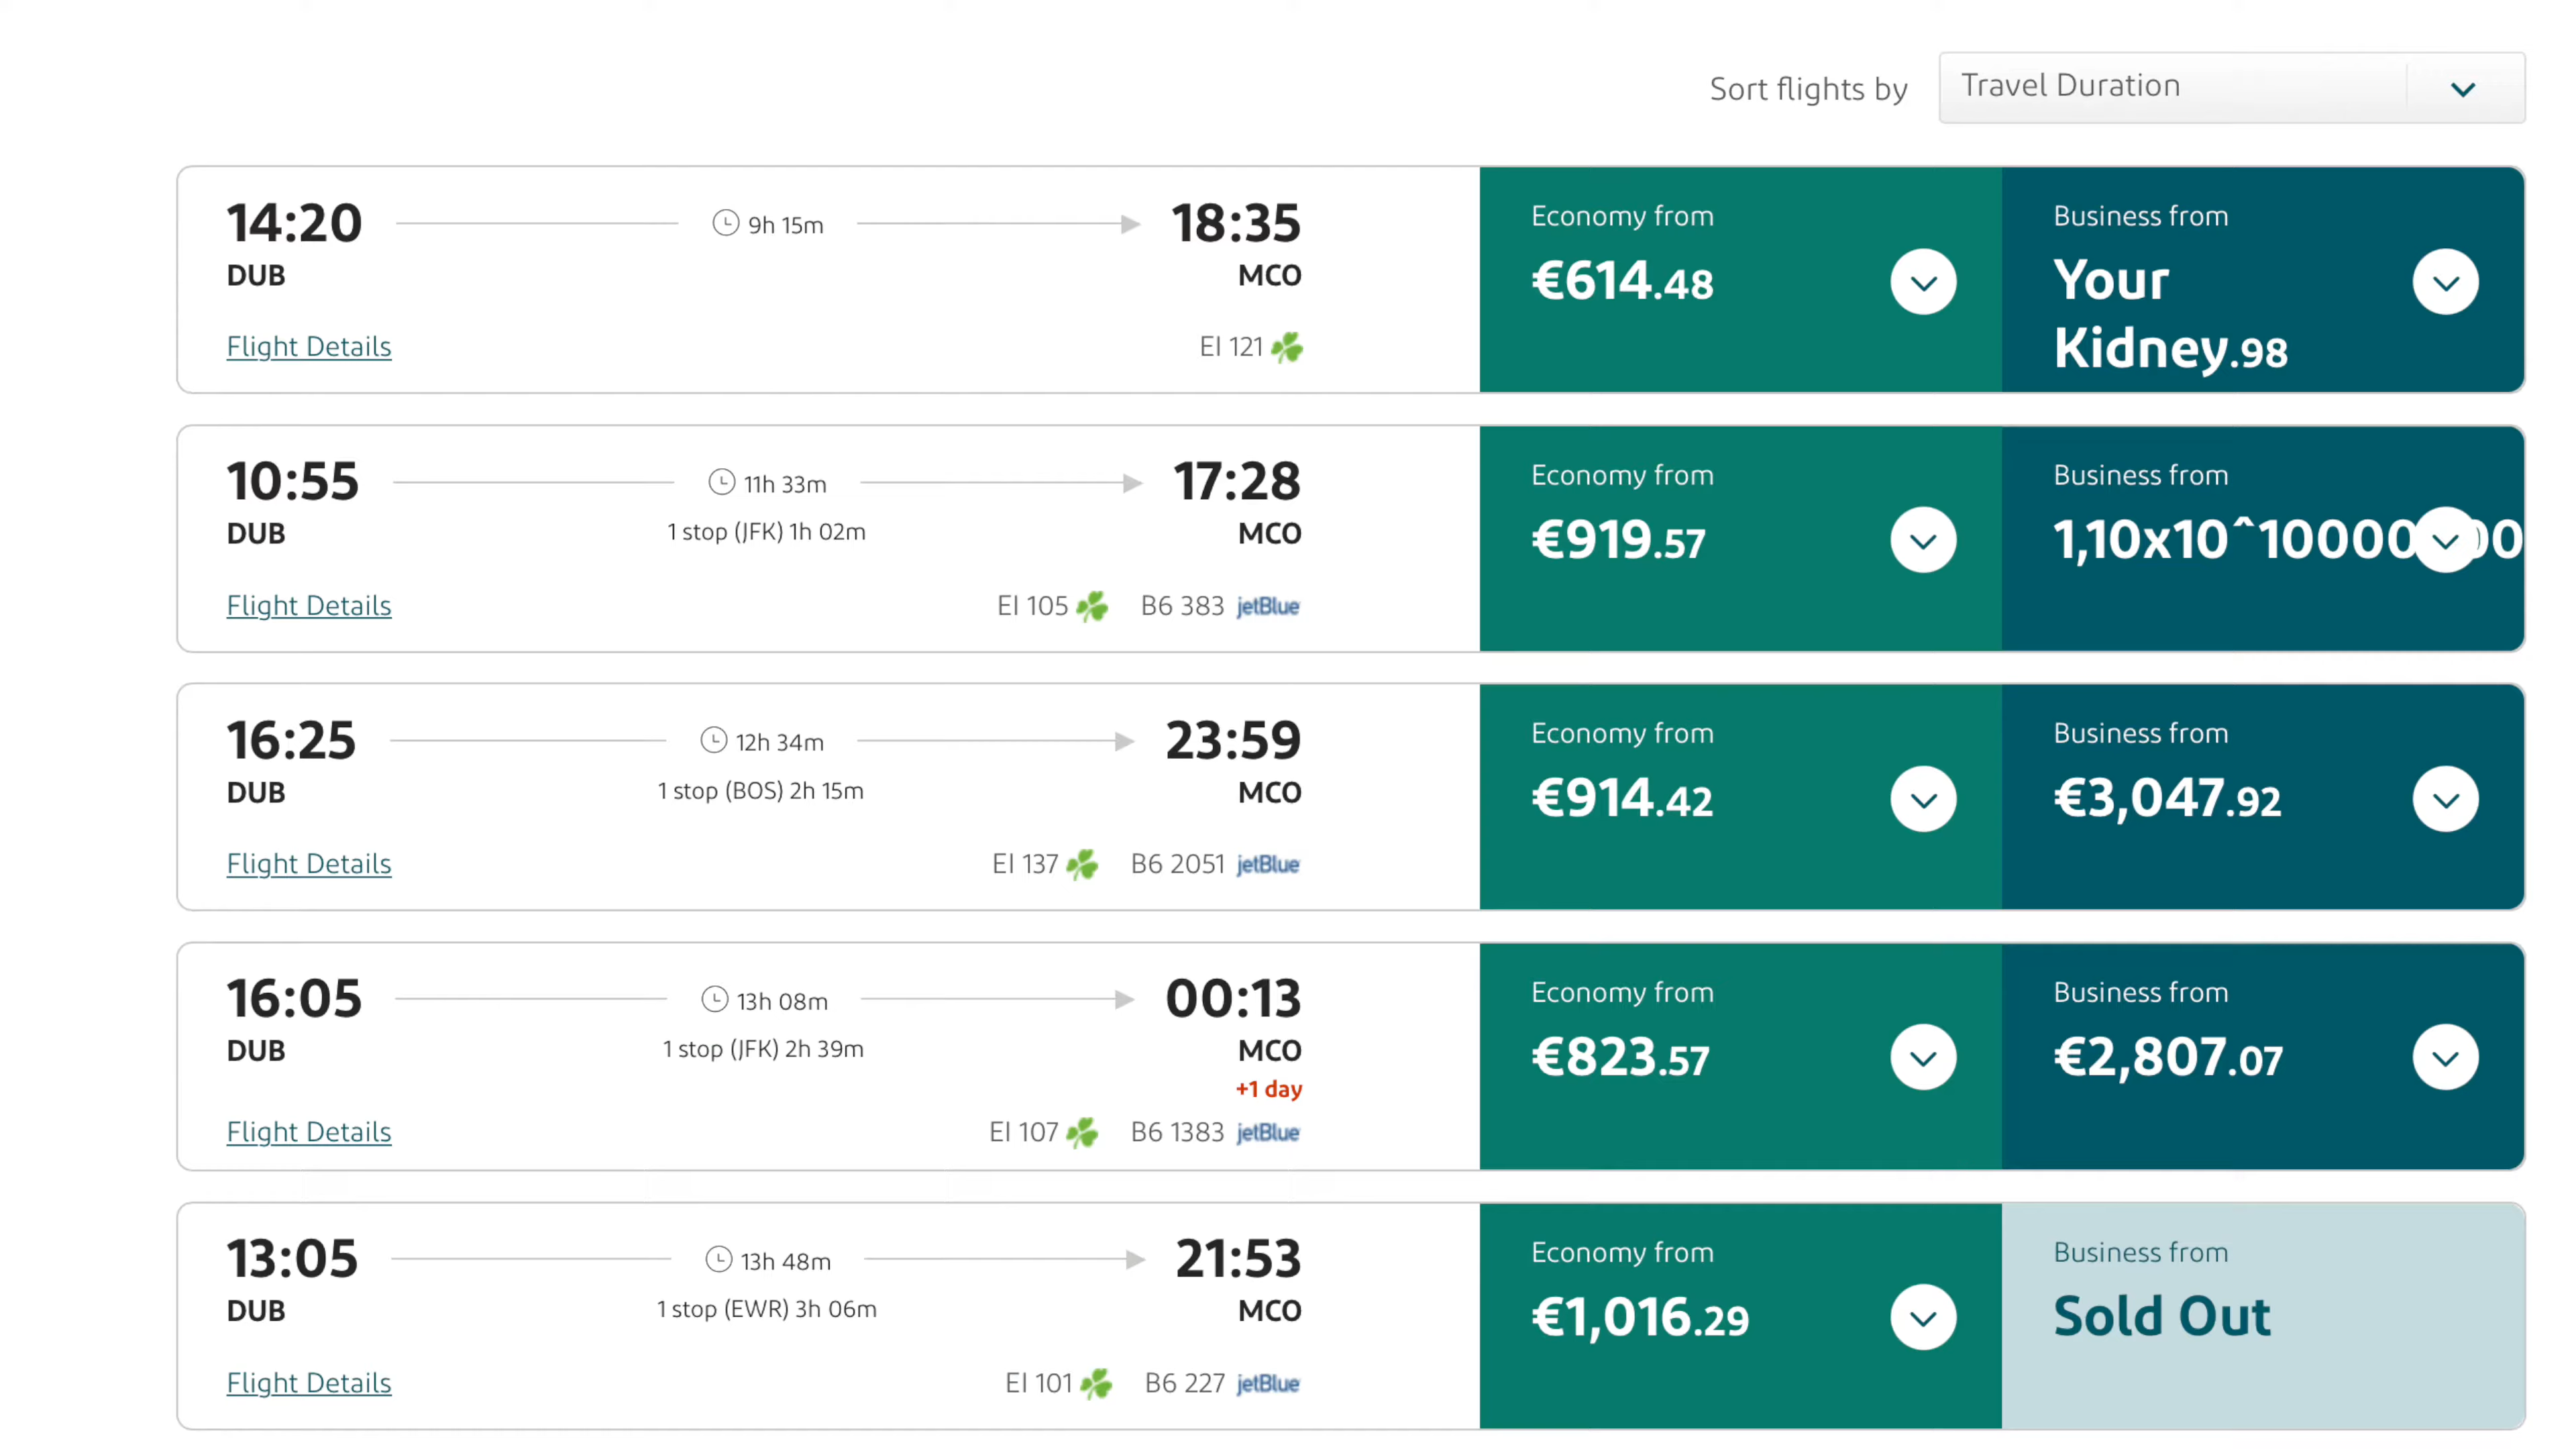 Sort flights by Travel Duration
14:20 9h 15m 18:35
DUB MCO
Flight Details EI 121
Economy from
€614.48
Business from
Your
Kidney.98
10:55 11h 33m 17:28
DUB 1 stop (JFK) 1h 02m MCO
Flight Details EI 105 B6 383 jetBlue
Economy from
€919.57
Business from
16:25 12h 34m 23:59
DUB 1 stop (BOS) 2h 15m MCO
Flight Details EI 137 B6 2051 jetBlue
Economy from
€914.42
Business from
€3,047.92
16:05 13h 08m 00:13
DUB 1 stop (JFK) 2h 39m MCO
+1 day
Flight Details EI 107 B6 1383 jetBlue
Economy from
€823.57
Business from
€2,807.07
13:05 13h 48m 21:53
DUB 1 stop (EWR) 3h 06m MCO
Flight Details EI 101 B6 227 jetBlue
Economy from
€1,016.29
Business from
Sold Out